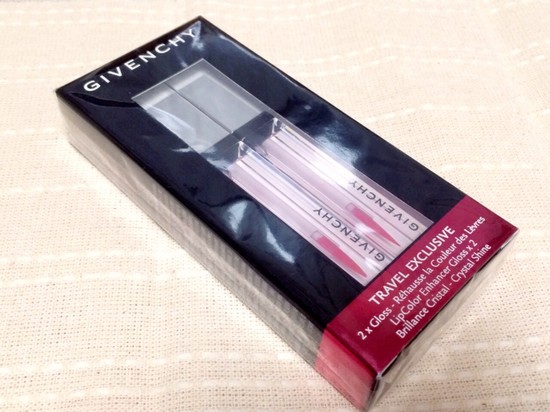 GIVENCHY
GIVENCHY
GIVENCHY
TRAVEL EXCLUSIVE
2 x Gloss - Réhausse la Couleur des Lèvres
LipColor Enhancer Gloss x 2
Brillance Cristal - Crystal Shine